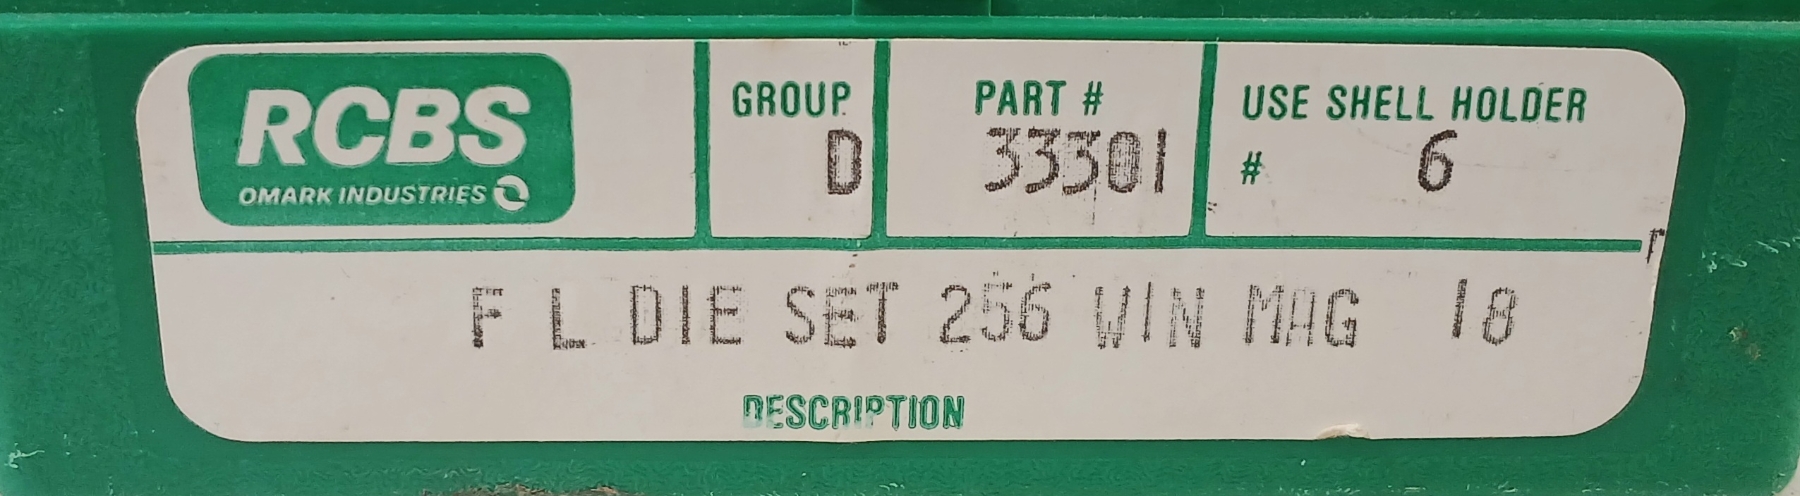 RCBS
OMARK INDUSTRIES
GROUP
D
PART #
33301
USE SHELL HOLDER
# 6
F L DIE SET 256 WIN MAG 18
DESCRIPTION